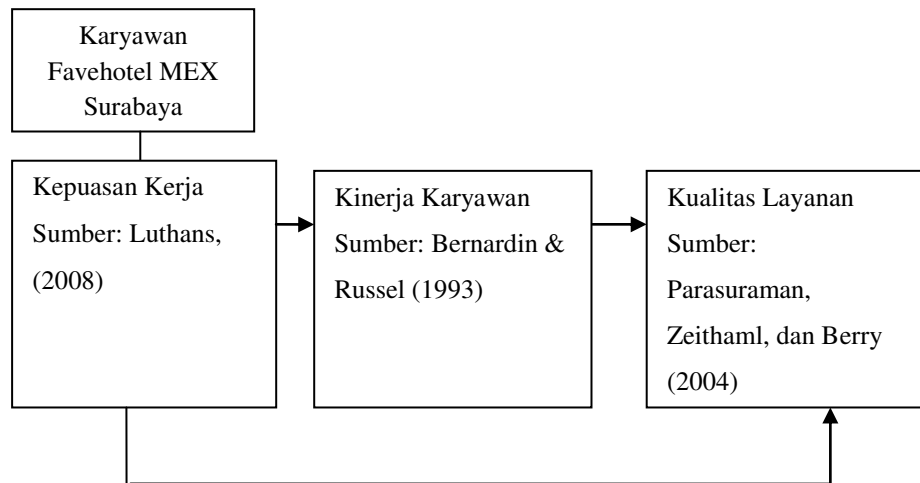 Karyawan
Favehotel MEX
Surabaya
Kepuasan Kerja
Sumber: Luthans,
(2008)
Kinerja Karyawan
Sumber: Bernardin &
Russel (1993)
Kualitas Layanan
Sumber:
Parasuraman,
Zeithaml, dan Berry
(2004)